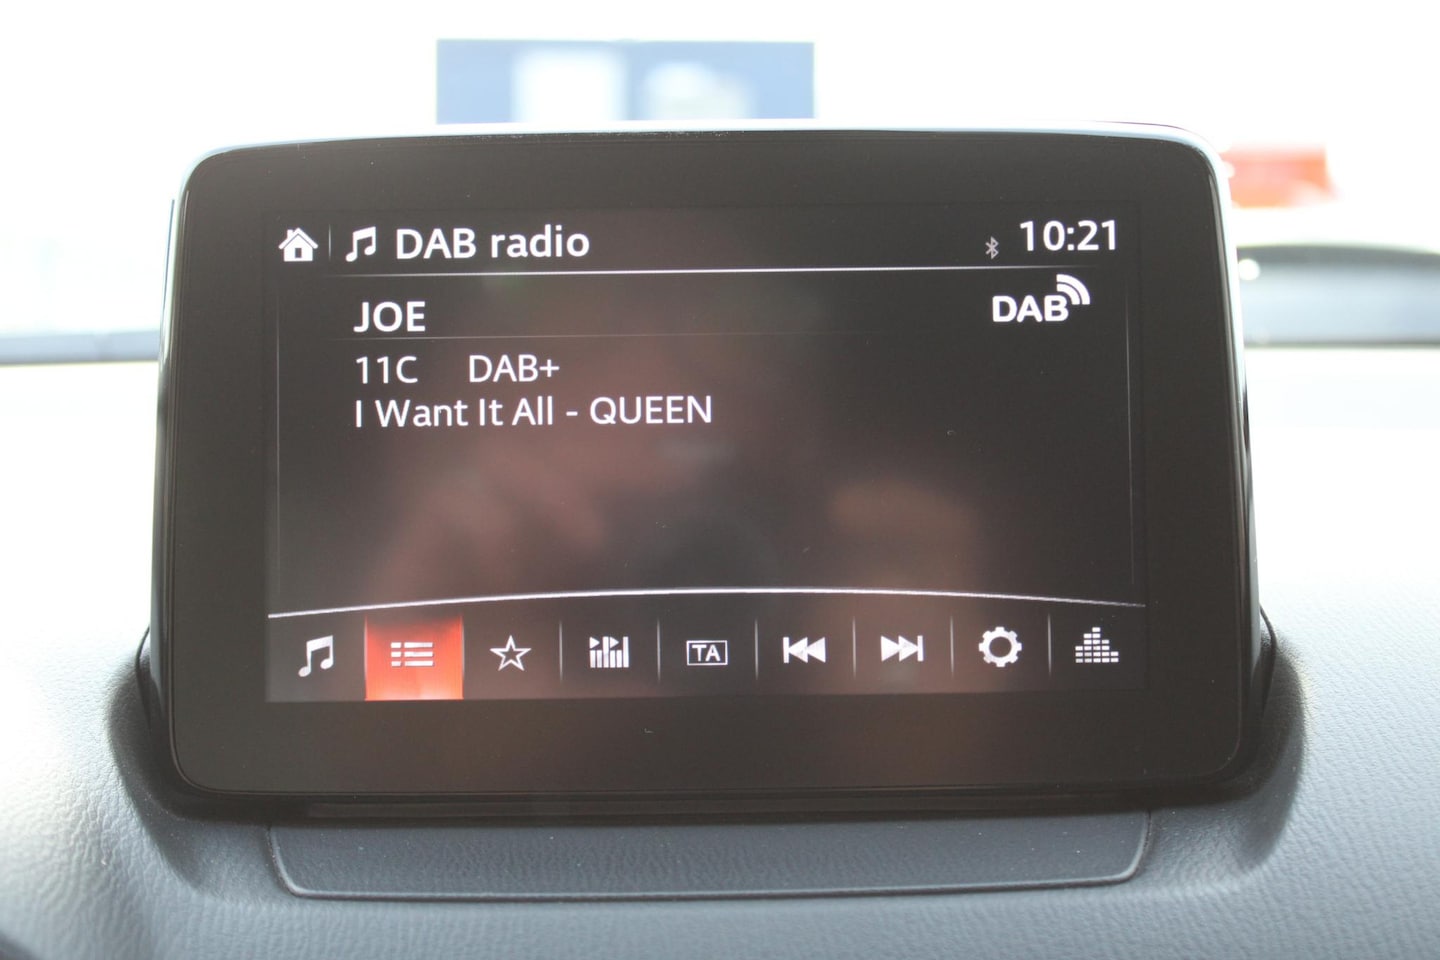 DAB radio 10:21
JOE DAB
11C DAB+
I Want It All - QUEEN
TA